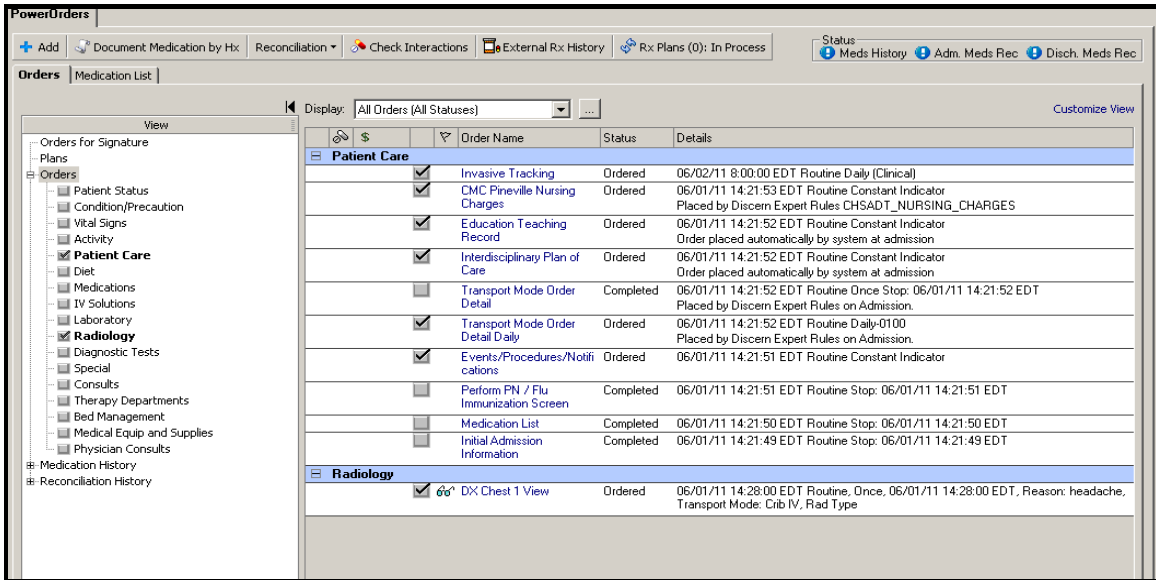 PowerOrders
Add Document Medication by Hx Reconciliation Check Interactions External Rx History Rx Plans (0): In Process
Status
Meds History Adm. Meds Rec Disch. Meds Rec
Orders Medication List
View
Orders for Signature
Plans
Orders
Patient Status
Condition/Precaution
Vital Signs
Activity
Patient Care
Diet
Medications
IV Solutions
Laboratory
Radiology
Diagnostic Tests
Special
Consults
Therapy Departments
Bed Management
Medical Equip and Supplies
Physician Consults
Medication History
Reconciliation History
Display: All Orders (All Statuses) ... Customize View
$ Order Name Status Details
Patient Care
Invasive Tracking Ordered 06/02/11 8:00:00 EDT Routine Daily (Clinical)
CMC Pineville Nursing Ordered 06/01/11 14:21:53 EDT Routine Constant Indicator
Charges Placed by Discern Expert Rules CHSADT_NURSING_CHARGES
Education Teaching Ordered 06/01/11 14:21:52 EDT Routine Constant Indicator
Record Order placed automatically by system at admission
Interdisciplinary Plan of Ordered 06/01/11 14:21:52 EDT Routine Constant Indicator
Care Order placed automatically by system at admission
Transport Mode Order Completed 06/01/11 14:21:52 EDT Routine Once Stop: 06/01/11 14:21:52 EDT
Detail Placed by Discern Expert Rules on Admission.
Transport Mode Order Ordered 06/01/11 14:21:52 EDT Routine Daily-0100
Detail Daily Placed by Discern Expert Rules on Admission.
Events/Procedures/Notifi Ordered 06/01/11 14:21:51 EDT Routine Constant Indicator
cations
Perform PN / Flu Completed 06/01/11 14:21:51 EDT Routine Stop: 06/01/11 14:21:51 EDT
Immunization Screen
Medication List Completed 06/01/11 14:21:50 EDT Routine Stop: 06/01/11 14:21:50 EDT
Initial Admission Completed 06/01/11 14:21:49 EDT Routine Stop: 06/01/11 14:21:49 EDT
Information
Radiology
DX Chest 1 View Ordered 06/01/11 14:28:00 EDT Routine, Once, 06/01/11 14:28:00 EDT, Reason: headache,
Transport Mode: Crib IV, Rad Type